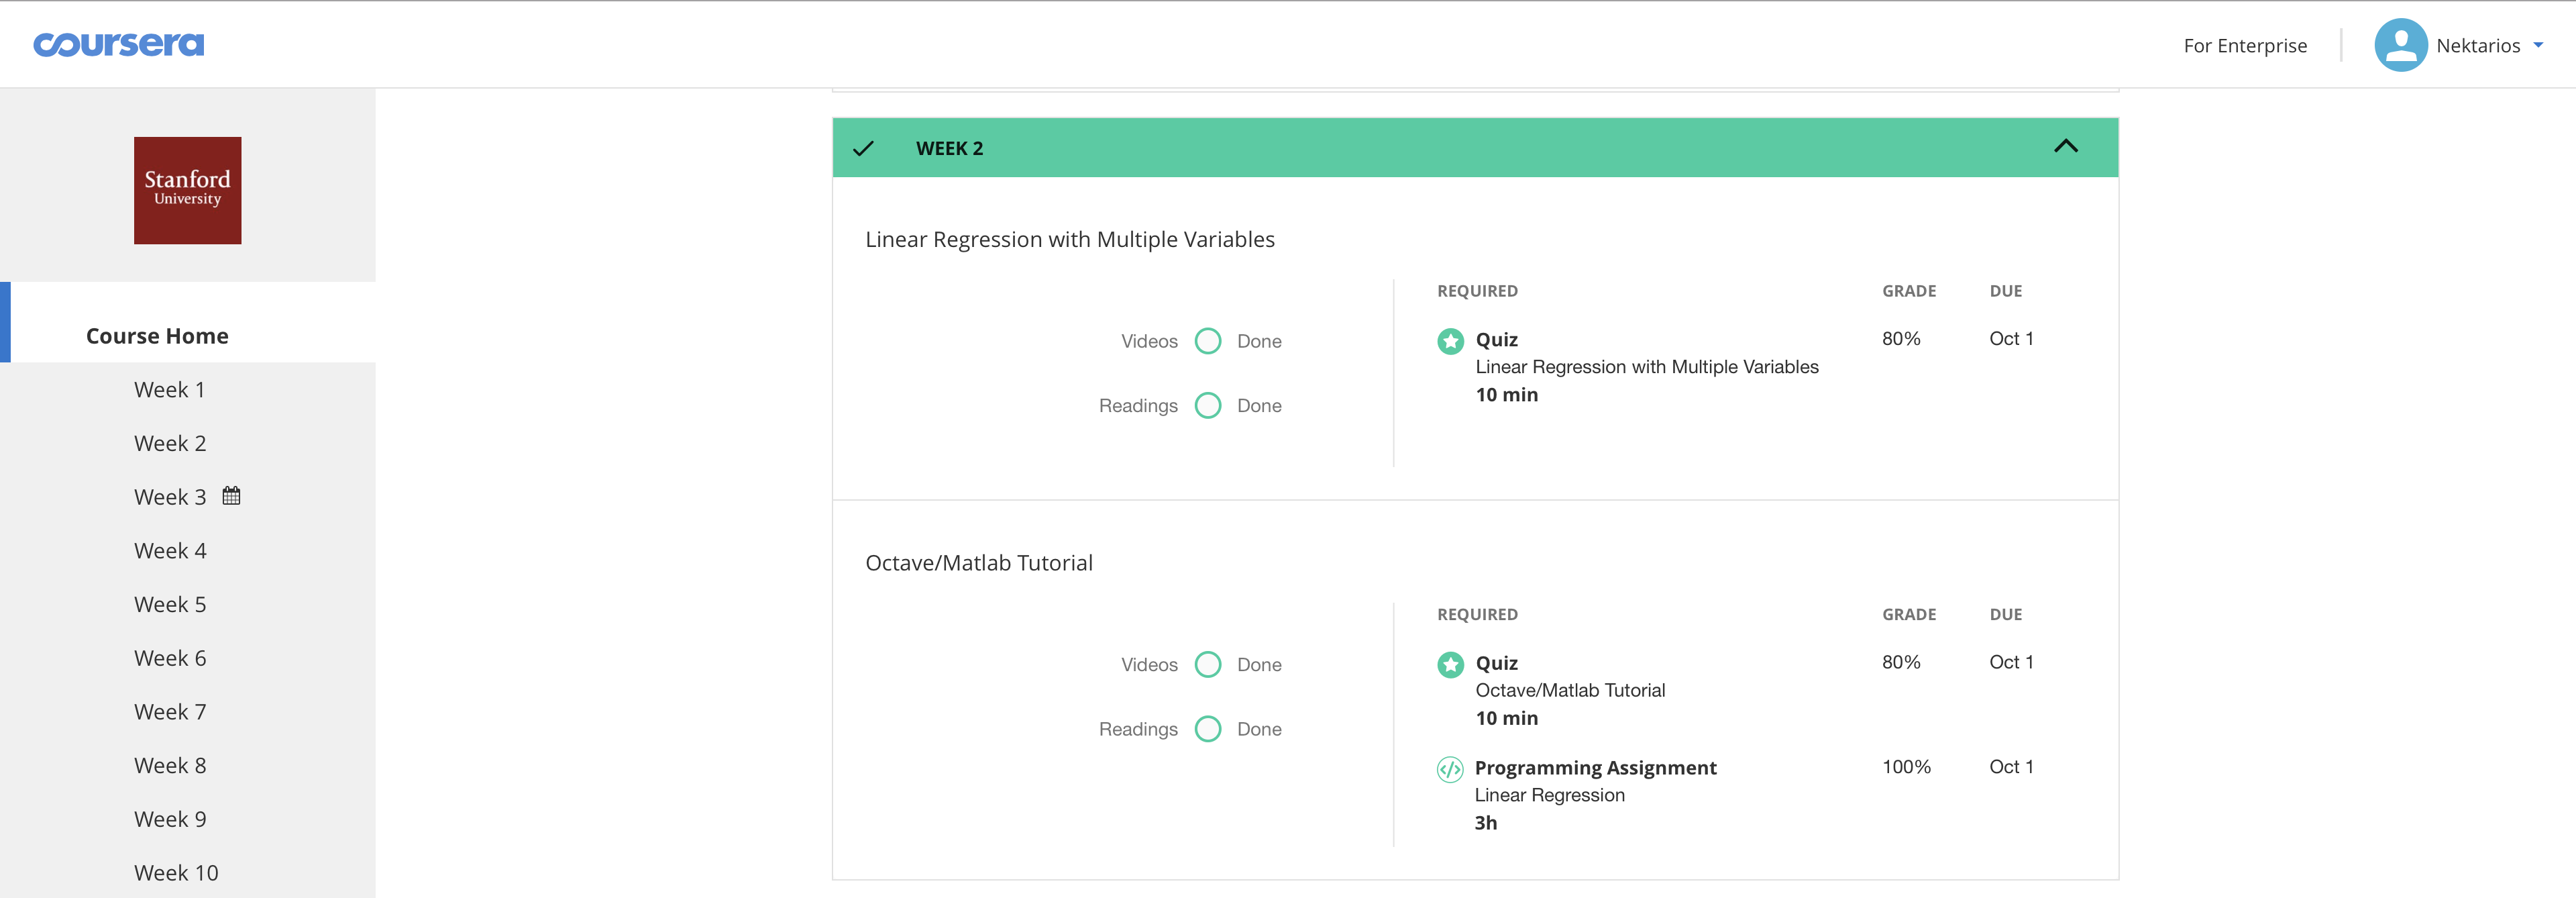 coursera
For Enterprise
Nektarios
Stanford
University
Course Home
Week 1
Week 2
Week 3
Week 4
Week 5
Week 6
Week 7
Week 8
Week 9
Week 10
WEEK 2
Linear Regression with Multiple Variables
Videos Done
Readings Done
REQUIRED GRADE DUE
Quiz 80% Oct 1
Linear Regression with Multiple Variables
10 min
Octave/Matlab Tutorial
Videos Done
Readings Done
REQUIRED GRADE DUE
Quiz 80% Oct 1
Octave/Matlab Tutorial
10 min
Programming Assignment 100% Oct 1
Linear Regression
3h